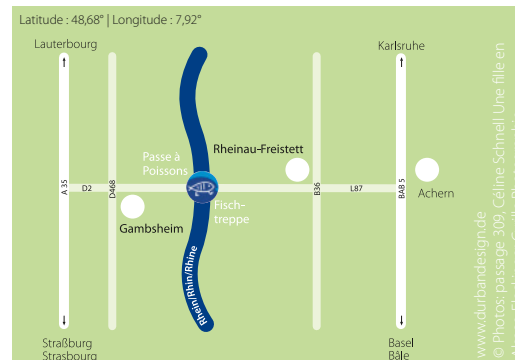 Latitude : 48,68° | Longitude : 7,92°
Lauterbourg
Karlsruhe
Passe à
Poissons
Rheinau-Freistett
A 35
D2
D468
B36
L87
BAB 5
Achern
Gambsheim
Fisch-
treppe
Rhein/Rhin/Rhine
Straßburg
Strasbourg
Basel
Bâle
www.durbandesign.de
© Photos: passage 309, Céline Schnell Une fille en